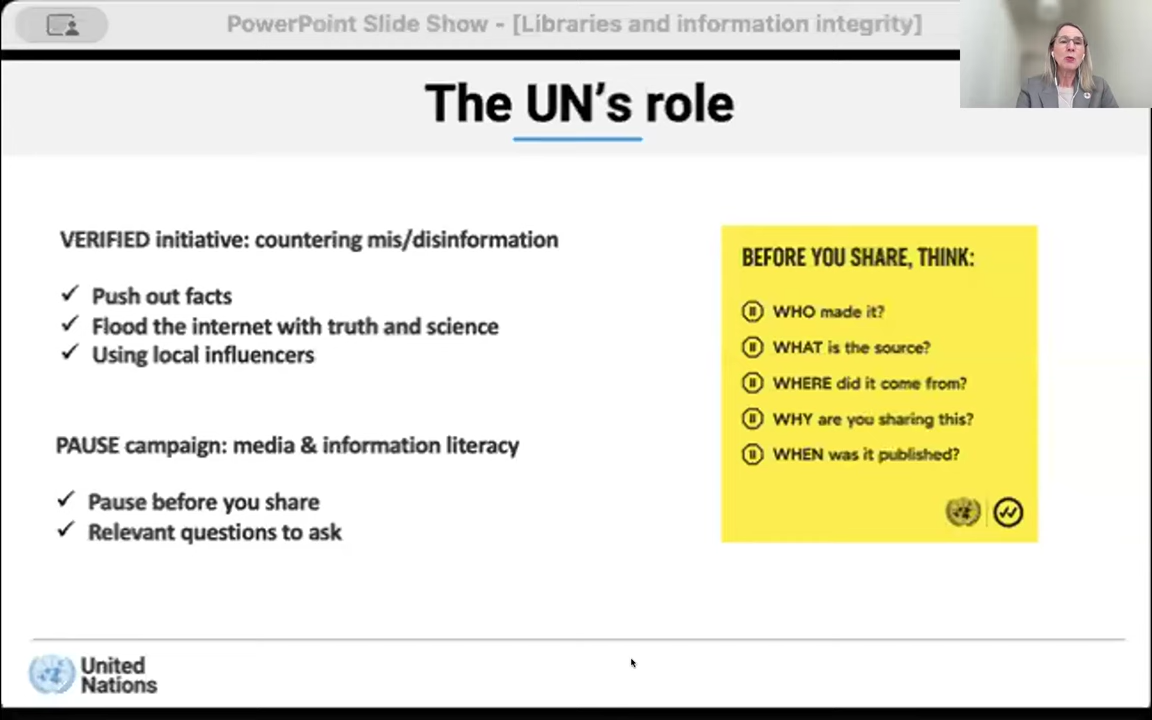 PowerPoint Slide Show - [Libraries and information integrity]
The UN's role
VERIFIED initiative: countering mis/disinformation
✓ Push out facts
✓ Flood the internet with truth and science
✓ Using local influencers
PAUSE campaign: media & information literacy
✓ Pause before you share
✓ Relevant questions to ask
BEFORE YOU SHARE, THINK:
WHO made it?
WHAT is the source?
WHERE did it come from?
WHY are you sharing this?
WHEN was it published?
United
Nations